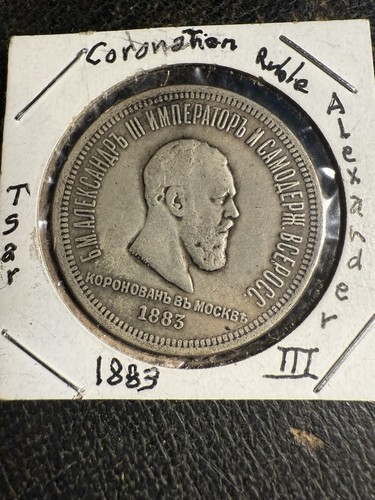 Coronation Ruble
Alexander
III
1883
Tsar
Б.М.АЛЕКСАНДРЪ III ИМПЕРАТОРЪ И САМОДЕРЖ. ВСЕРОСС.
КОРОНОВАНЪ ВЪ МОСКВѢ
1883